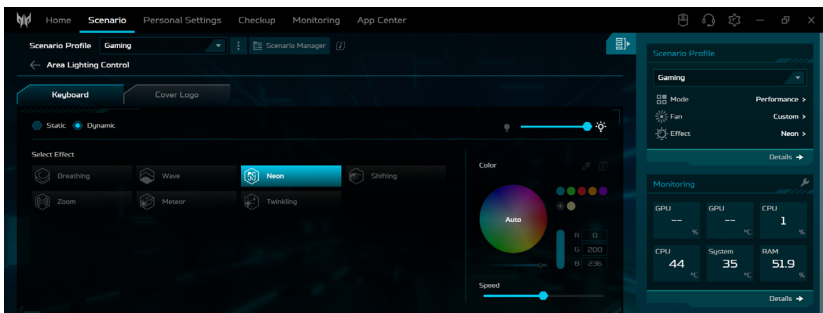 Home Scenario Personal Settings Checkup Monitoring App Center
Scenario Profile Gaming Scenario Manager
Area Lighting Control
Keyboard Cover Logo
Static Dynamic
Select Effect
Breathing Wave Neon Shifting
Zoom Meteor Twinkling
Color
Auto
R 0
G 200
B 236
Speed
Scenario Profile
Gaming
Mode Performance >
Fan Custom >
Effect Neon >
Details →
Monitoring
GPU GPU CPU
-- -- 1
% °C %
CPU System RAM
44 35 51.9
°C °C %
Details →